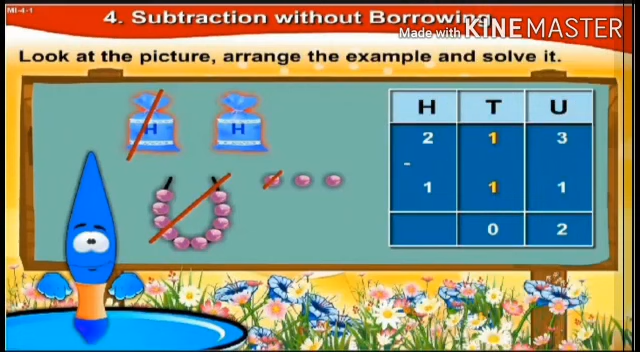 MI-4-1
4. Subtraction without Borrowing
Made with KINEMASTER
Look at the picture, arrange the example and solve it.
H H
H T U
2 1 3
-
1 1 1
0 2